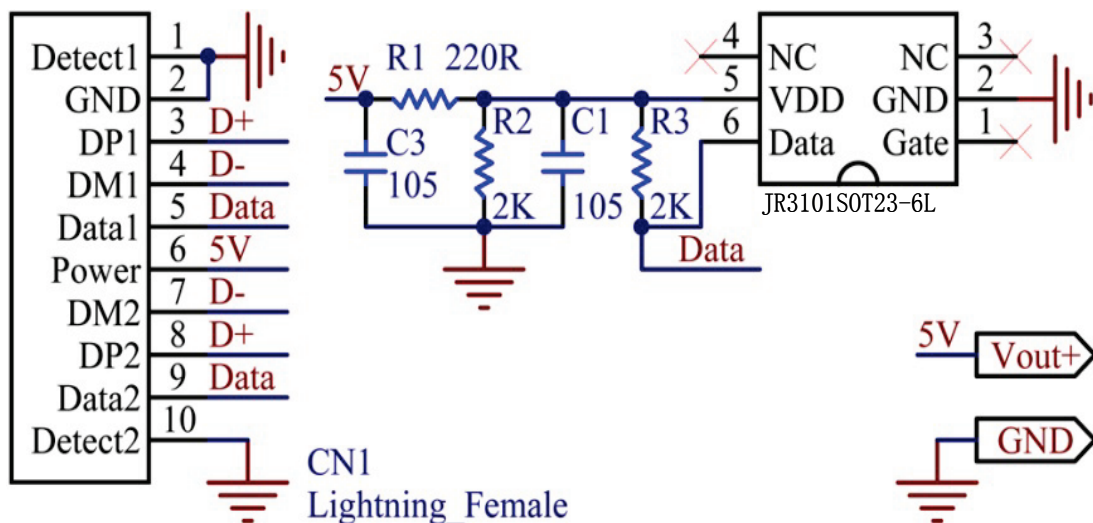 Detect1 1
GND 2
DP1 3 D+
DM1 4 D-
Data1 5 Data
Power 6 5V
DM2 7 D-
DP2 8 D+
Data2 9 Data
Detect2 10
CN1
Lightning_Female
5V
R1 220R
C3
105
R2
2K
C1
105
R3
2K
Data
4 NC
5 VDD
6 Data
NC 3
GND 2
Gate 1
JR3101SOT23-6L
5V Vout+
GND